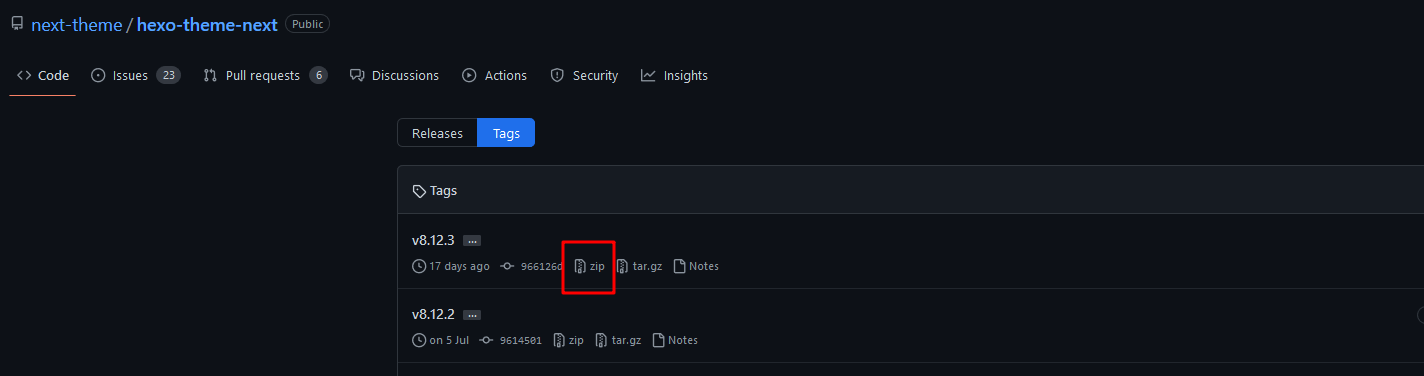 next-theme / hexo-theme-next Public
Code Issues 23 Pull requests 6 Discussions Actions Security Insights
Releases Tags
Tags
v8.12.3 ...
17 days ago 966126d zip tar.gz Notes
v8.12.2 ...
on 5 Jul 9614501 zip tar.gz Notes